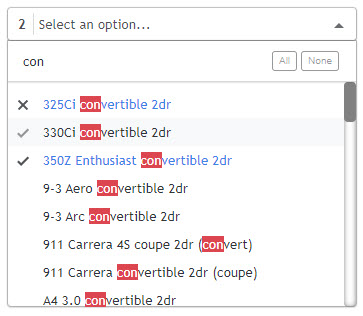 2 Select an option...
con All None
325Ci convertible 2dr
330Ci convertible 2dr
350Z Enthusiast convertible 2dr
9-3 Aero convertible 2dr
9-3 Arc convertible 2dr
911 Carrera 4S coupe 2dr (convert)
911 Carrera convertible 2dr (coupe)
A4 3.0 convertible 2dr